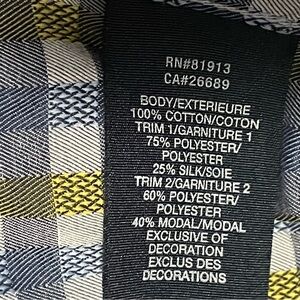 RN#81913
CA#26689
BODY/EXTERIEURE
100% COTTON/COTON
TRIM 1/GARNITURE 1
75% POLYESTER/
POLYESTER
25% SILK/SOIE
TRIM 2/GARNITURE 2
60% POLYESTER/
POLYESTER
40% MODAL/MODAL
EXCLUSIVE OF
DECORATION
EXCLUS DES
DECORATIONS